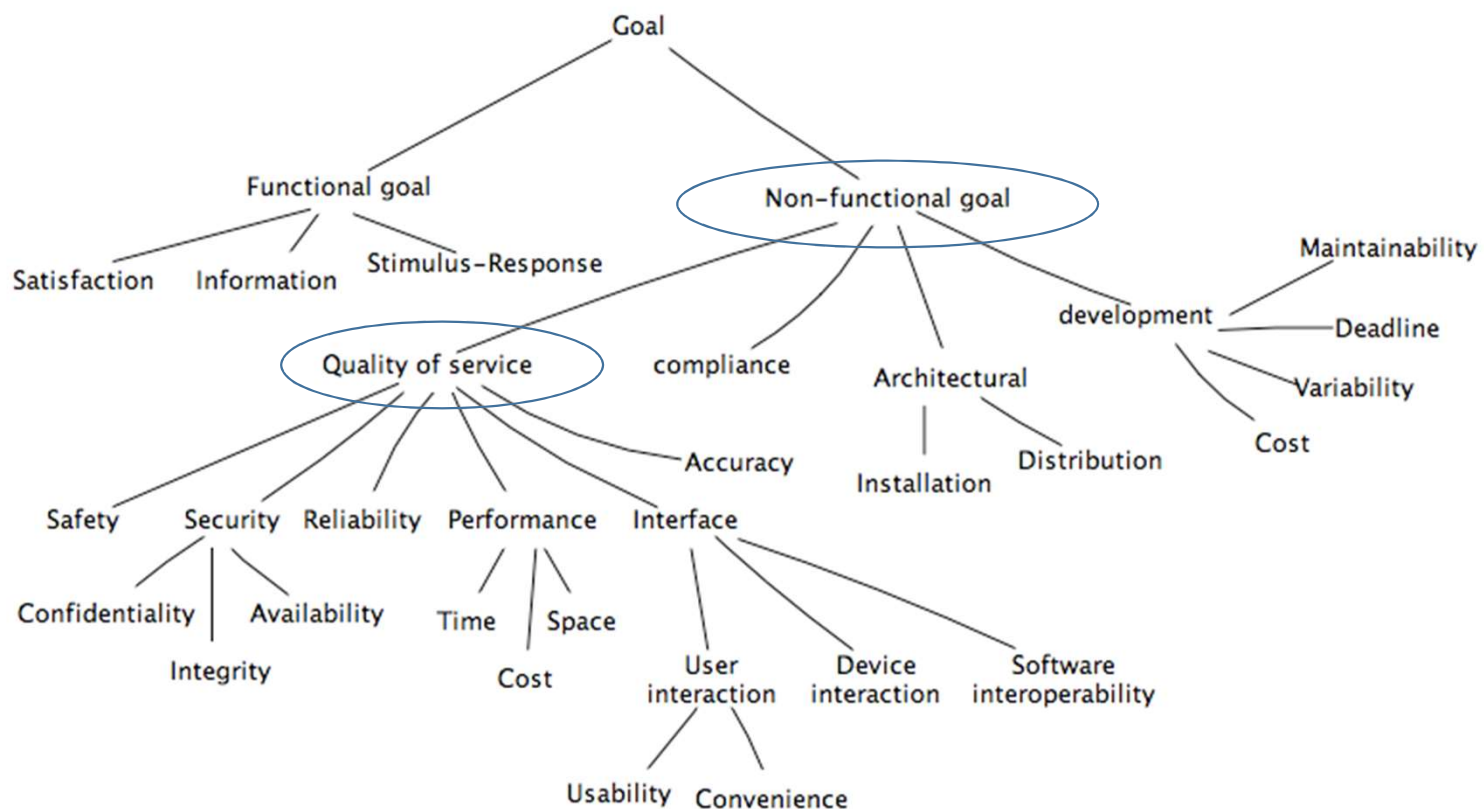 Goal
Functional goal
Non-functional goal
Satisfaction
Information
Stimulus-Response
Maintainability
development
Deadline
Quality of service
compliance
Architectural
Variability
Cost
Accuracy
Installation
Distribution
Safety
Security
Reliability
Performance
Interface
Confidentiality
Availability
Integrity
Time
Space
Cost
User
interaction
Device
interaction
Software
interoperability
Usability
Convenience